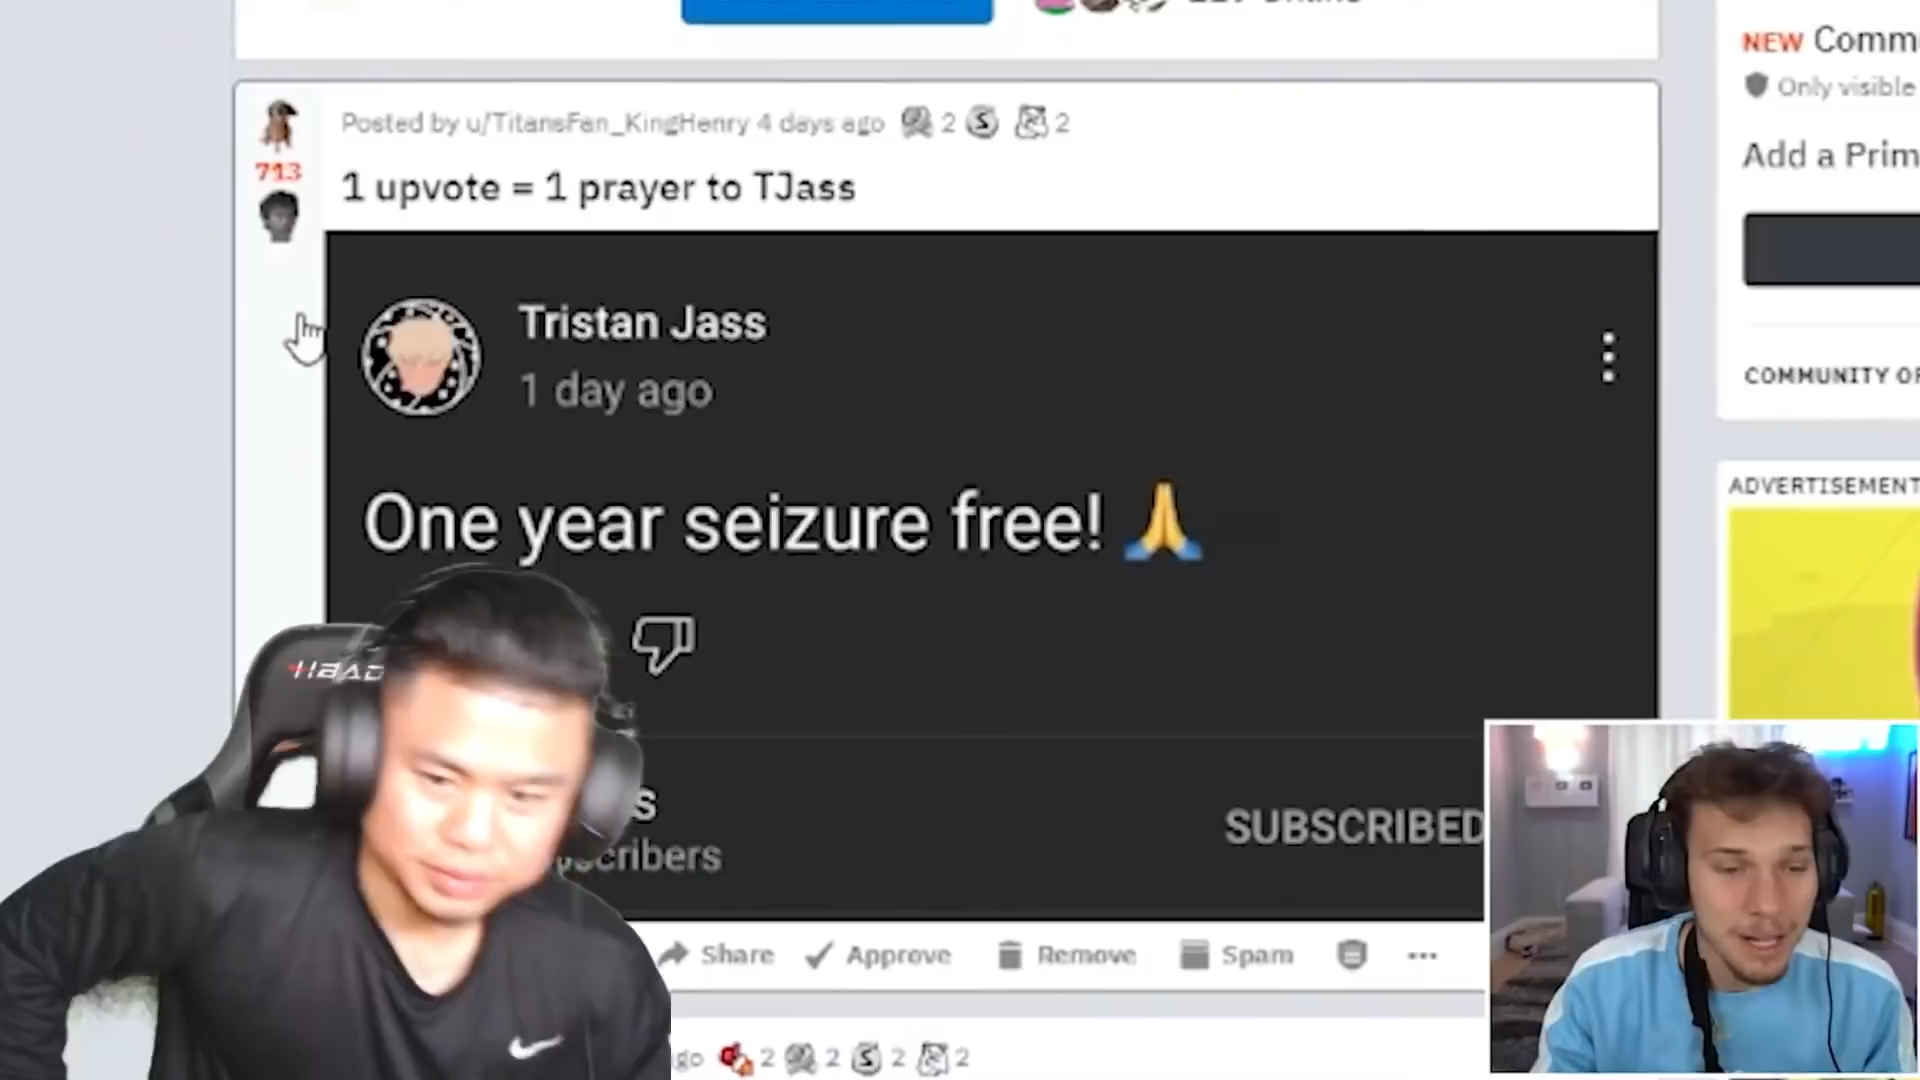 NEW Comm
Only visible
Posted by u/TitansFan_KingHenry 4 days ago 2 2
713
1 upvote = 1 prayer to TJass
Add a Prim
Tristan Jass
1 day ago
COMMUNITY OF
One year seizure free! 🙏
ADVERTISEMENT
SUBSCRIBED
Share Approve Remove Spam ...
go 2 2 2 2